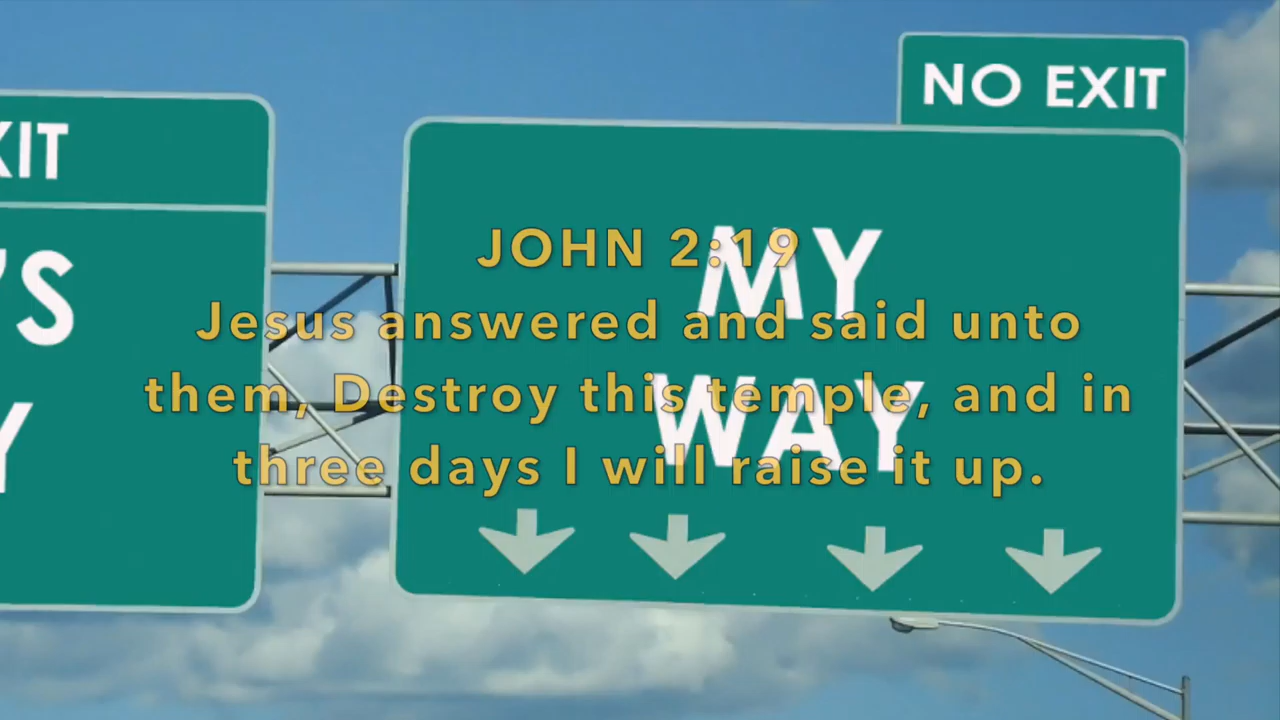 NO EXIT
XIT
'S
Y
MY
WAY
JOHN 2:19
Jesus answered and said unto
them, Destroy this temple, and in
three days I will raise it up.